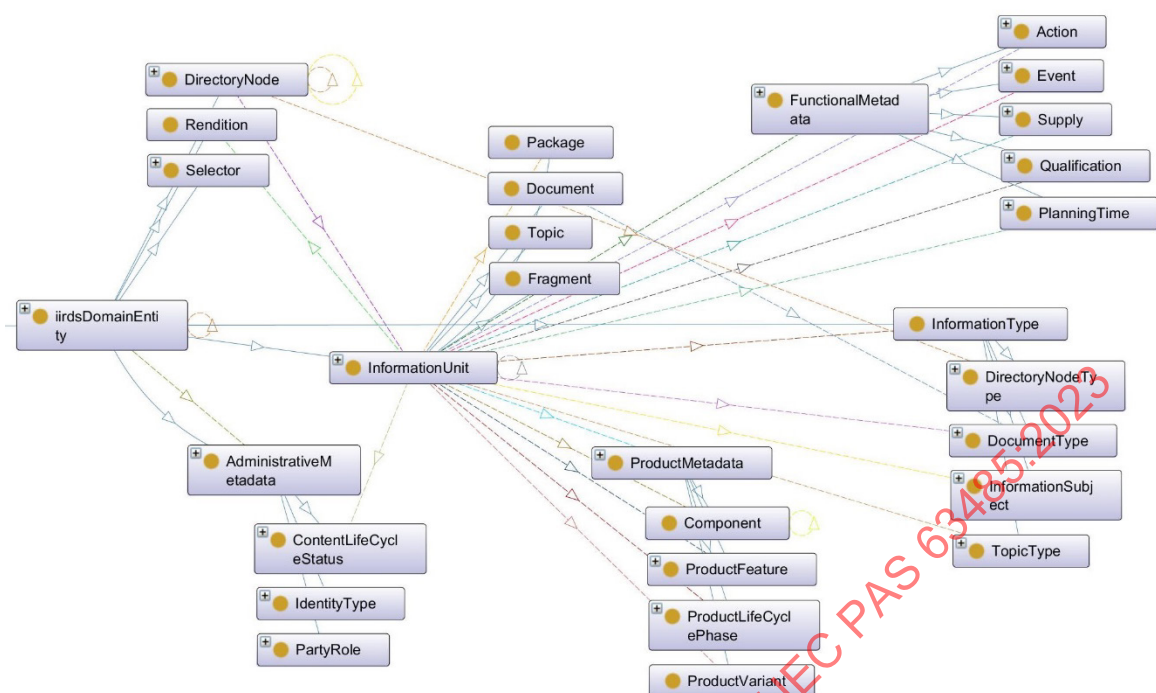 Action
DirectoryNode
Event
FunctionalMetad
ata
Rendition
Supply
Package
Selector
Qualification
Document
PlanningTime
Topic
Fragment
iirdsDomainEnti
ty
InformationType
InformationUnit
DirectoryNodeTy
pe
DocumentType
AdministrativeM
etadata
ProductMetadata
InformationSubj
ect
Component
ContentLifeCycl
eStatus
TopicType
ProductFeature
IdentityType
ProductLifeCycl
ePhase
PartyRole
ProductVariant
IEC PAS 63485:2023